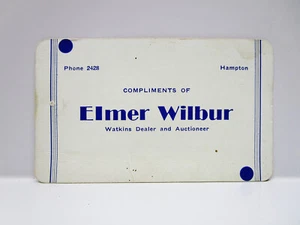 Phone 2428 Hampton
COMPLIMENTS OF
Elmer Wilbur
Watkins Dealer and Auctioneer